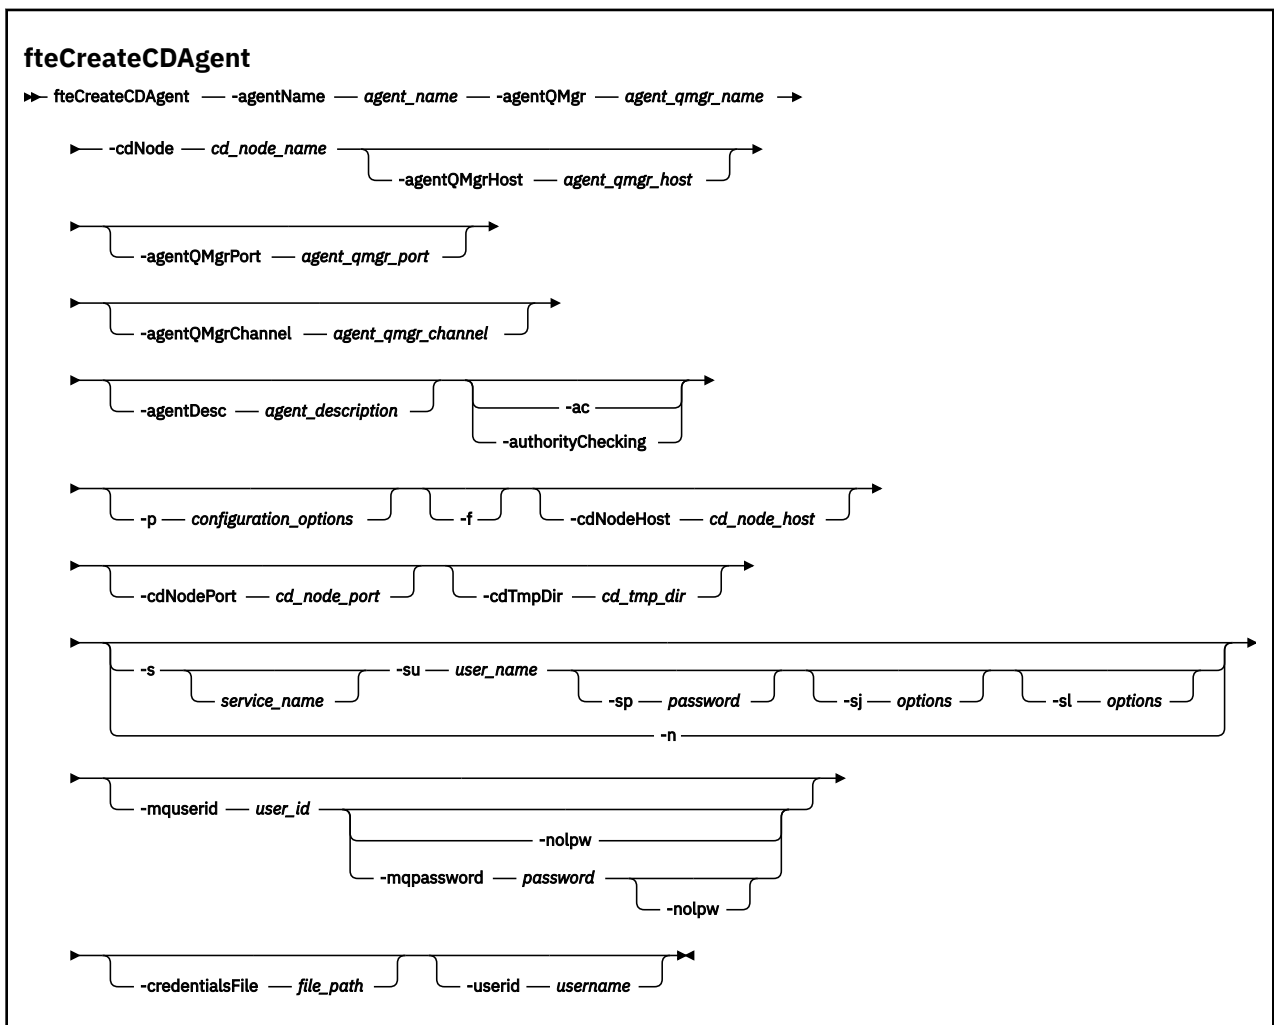 fteCreateCDAgent
fteCreateCDAgent -agentName agent_name -agentQMgr agent_qmgr_name
-cdNode cd_node_name
-agentQMgrHost agent_qmgr_host
-agentQMgrPort agent_qmgr_port
-agentQMgrChannel agent_qmgr_channel
-agentDesc agent_description -ac
-authorityChecking
-p configuration_options -f -cdNodeHost cd_node_host
-cdNodePort cd_node_port -cdTmpDir cd_tmp_dir
-s -su user_name
service_name -sp password -sj options -sl options
-n
-mquserid user_id
-nolpw
-mqpassword password
-nolpw
-credentialsFile file_path -userid username